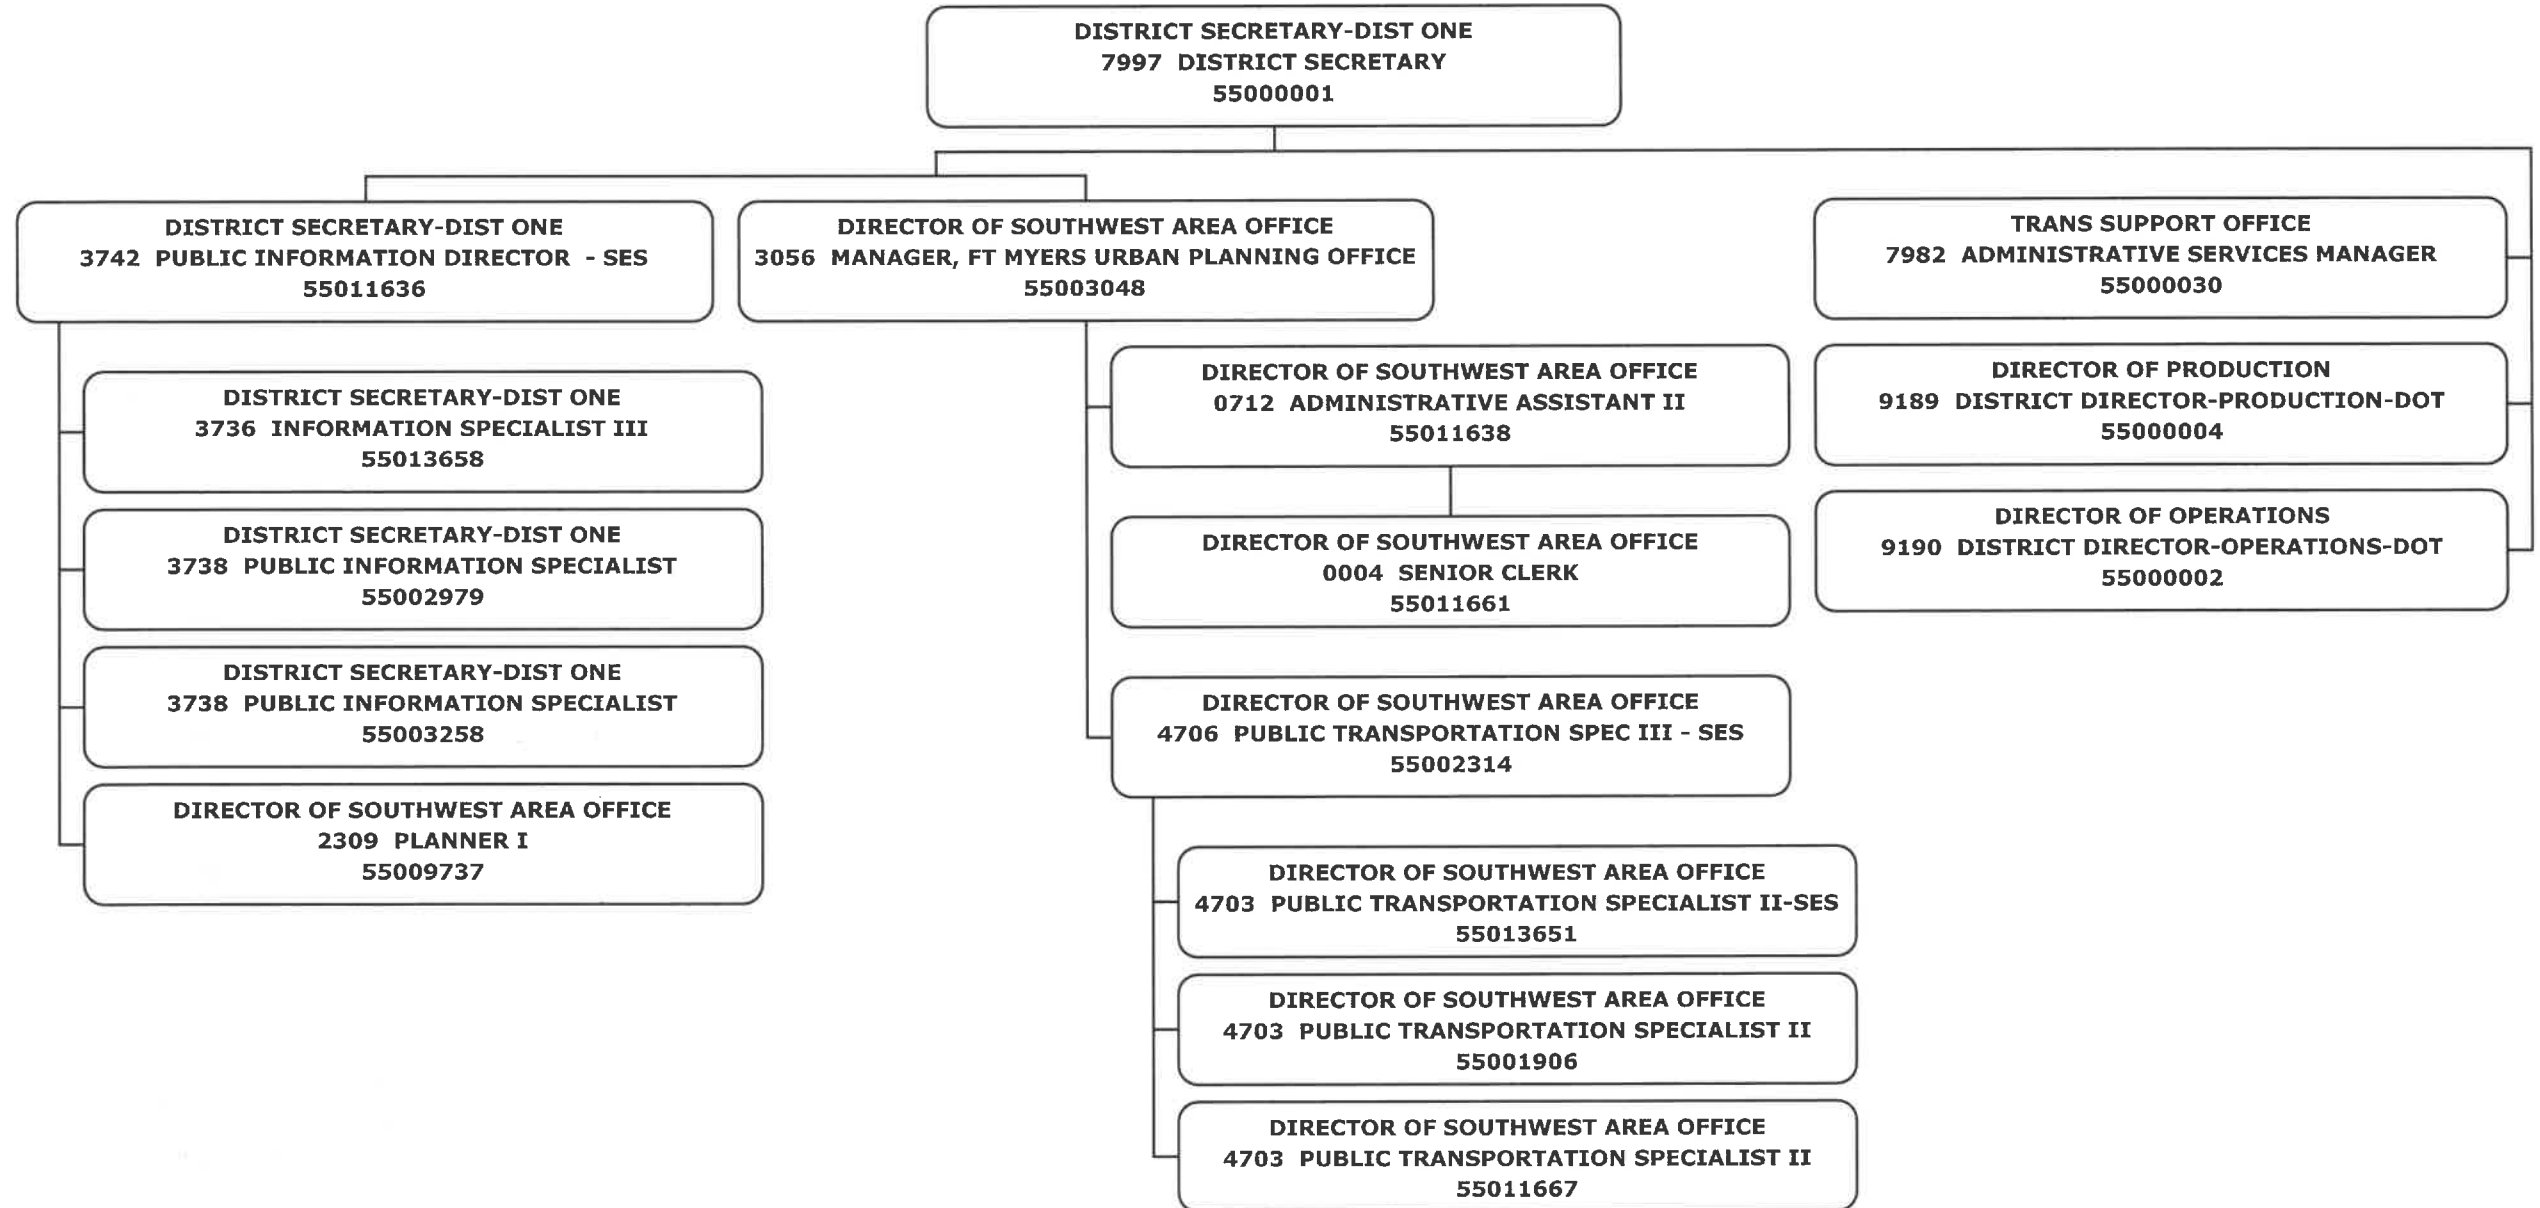 DISTRICT SECRETARY-DIST ONE
7997 DISTRICT SECRETARY
55000001
DISTRICT SECRETARY-DIST ONE
3742 PUBLIC INFORMATION DIRECTOR - SES
55011636
DISTRICT SECRETARY-DIST ONE
3736 INFORMATION SPECIALIST III
55013658
DISTRICT SECRETARY-DIST ONE
3738 PUBLIC INFORMATION SPECIALIST
55002979
DISTRICT SECRETARY-DIST ONE
3738 PUBLIC INFORMATION SPECIALIST
55003258
DIRECTOR OF SOUTHWEST AREA OFFICE
2309 PLANNER I
55009737
DIRECTOR OF SOUTHWEST AREA OFFICE
3056 MANAGER, FT MYERS URBAN PLANNING OFFICE
55003048
DIRECTOR OF SOUTHWEST AREA OFFICE
0712 ADMINISTRATIVE ASSISTANT II
55011638
DIRECTOR OF SOUTHWEST AREA OFFICE
0004 SENIOR CLERK
55011661
DIRECTOR OF SOUTHWEST AREA OFFICE
4706 PUBLIC TRANSPORTATION SPEC III - SES
55002314
DIRECTOR OF SOUTHWEST AREA OFFICE
4703 PUBLIC TRANSPORTATION SPECIALIST II-SES
55013651
DIRECTOR OF SOUTHWEST AREA OFFICE
4703 PUBLIC TRANSPORTATION SPECIALIST II
55001906
DIRECTOR OF SOUTHWEST AREA OFFICE
4703 PUBLIC TRANSPORTATION SPECIALIST II
55011667
TRANS SUPPORT OFFICE
7982 ADMINISTRATIVE SERVICES MANAGER
55000030
DIRECTOR OF PRODUCTION
9189 DISTRICT DIRECTOR-PRODUCTION-DOT
55000004
DIRECTOR OF OPERATIONS
9190 DISTRICT DIRECTOR-OPERATIONS-DOT
55000002